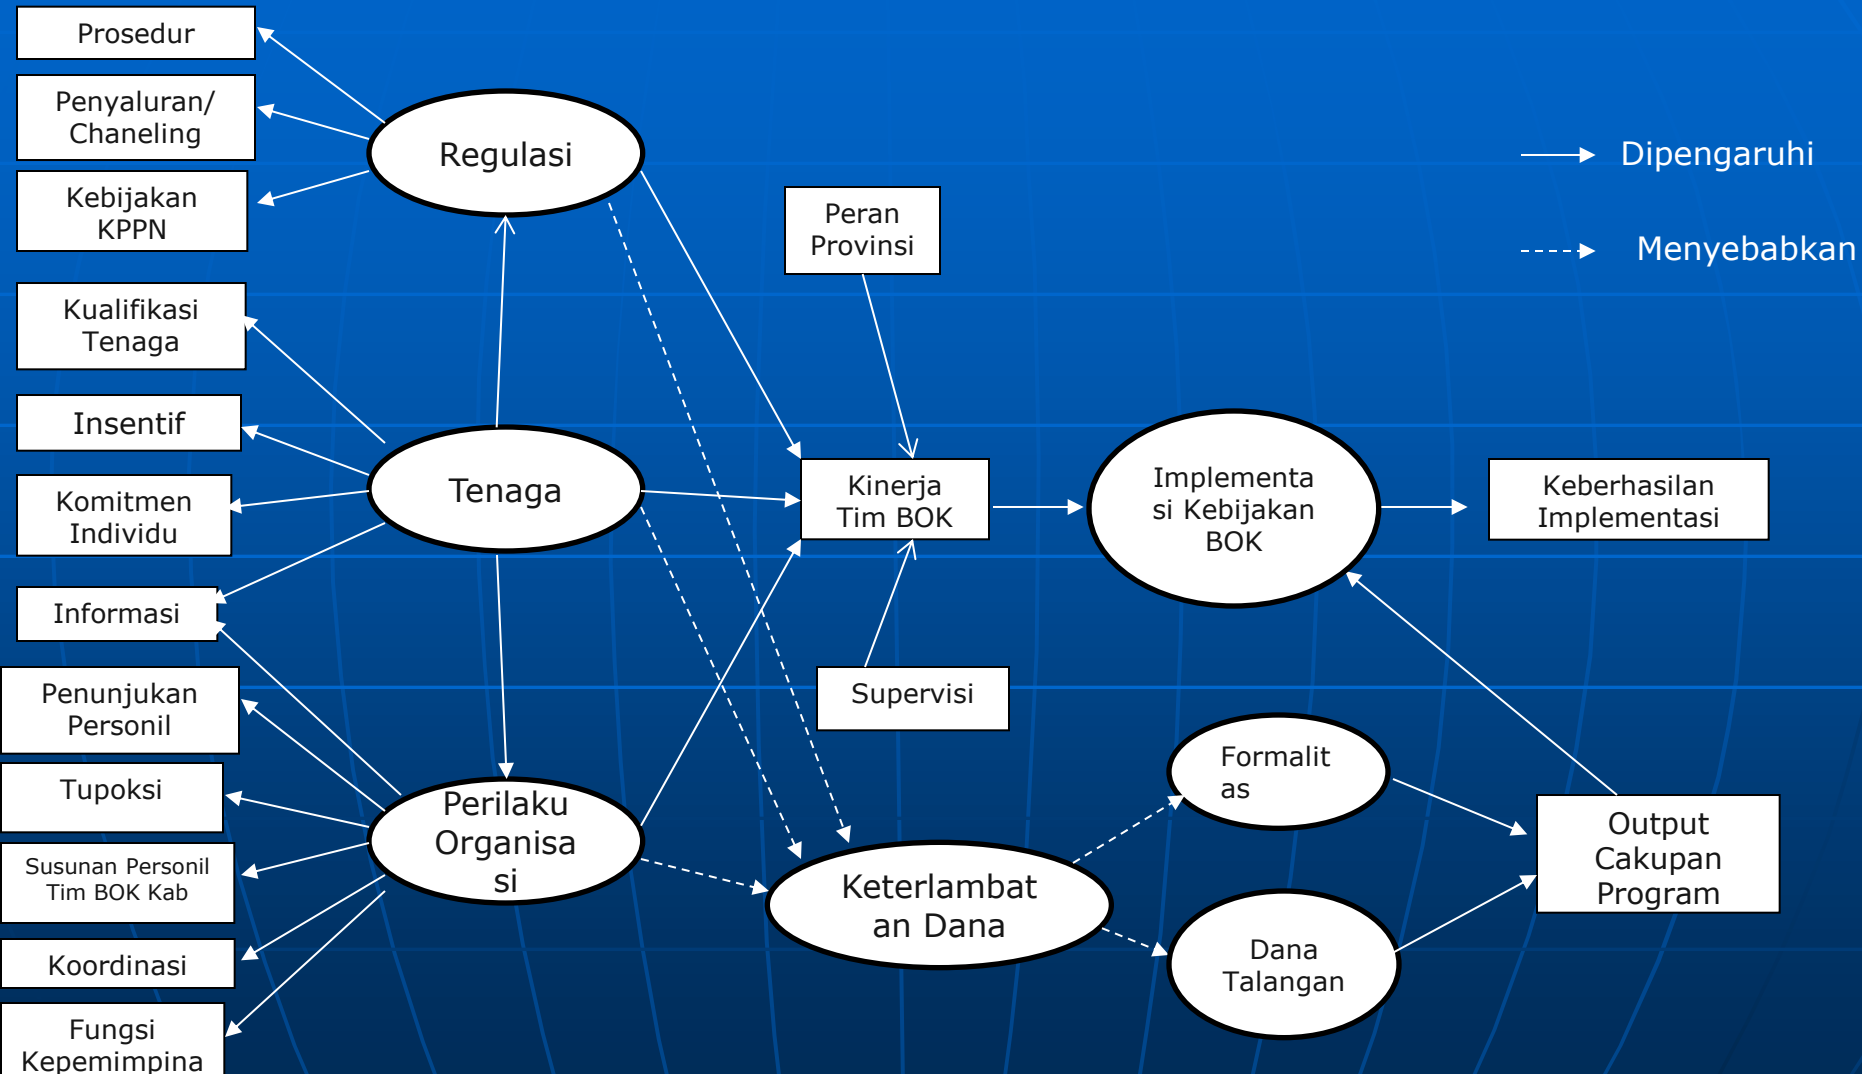 Prosedur
Penyaluran/
Chaneling
Kebijakan
KPPN
Kualifikasi
Tenaga
Insentif
Komitmen
Individu
Informasi
Penunjukan
Personil
Tupoksi
Susunan Personil
Tim BOK Kab
Koordinasi
Fungsi
Kepemimpina
Regulasi
Tenaga
Perilaku
Organisa
si
Peran
Provinsi
Kinerja
Tim BOK
Supervisi
Keterlambat
an Dana
Implementa
si Kebijakan
BOK
Formalit
as
Dana
Talangan
Keberhasilan
Implementasi
Output
Cakupan
Program
Dipengaruhi
Menyebabkan